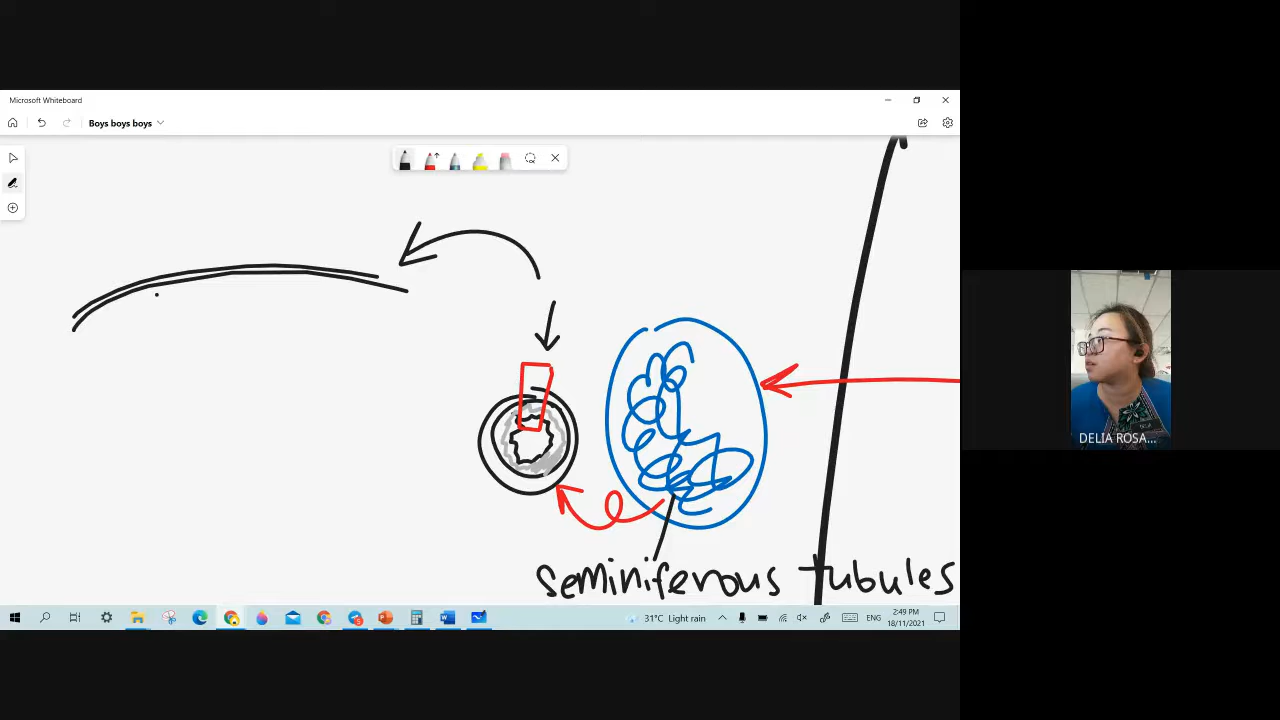 Microsoft Whiteboard
Boys boys boys
DELIA ROSA...
seminiferous tubules
31°C Light rain
ENG
2:49 PM
18/11/2021